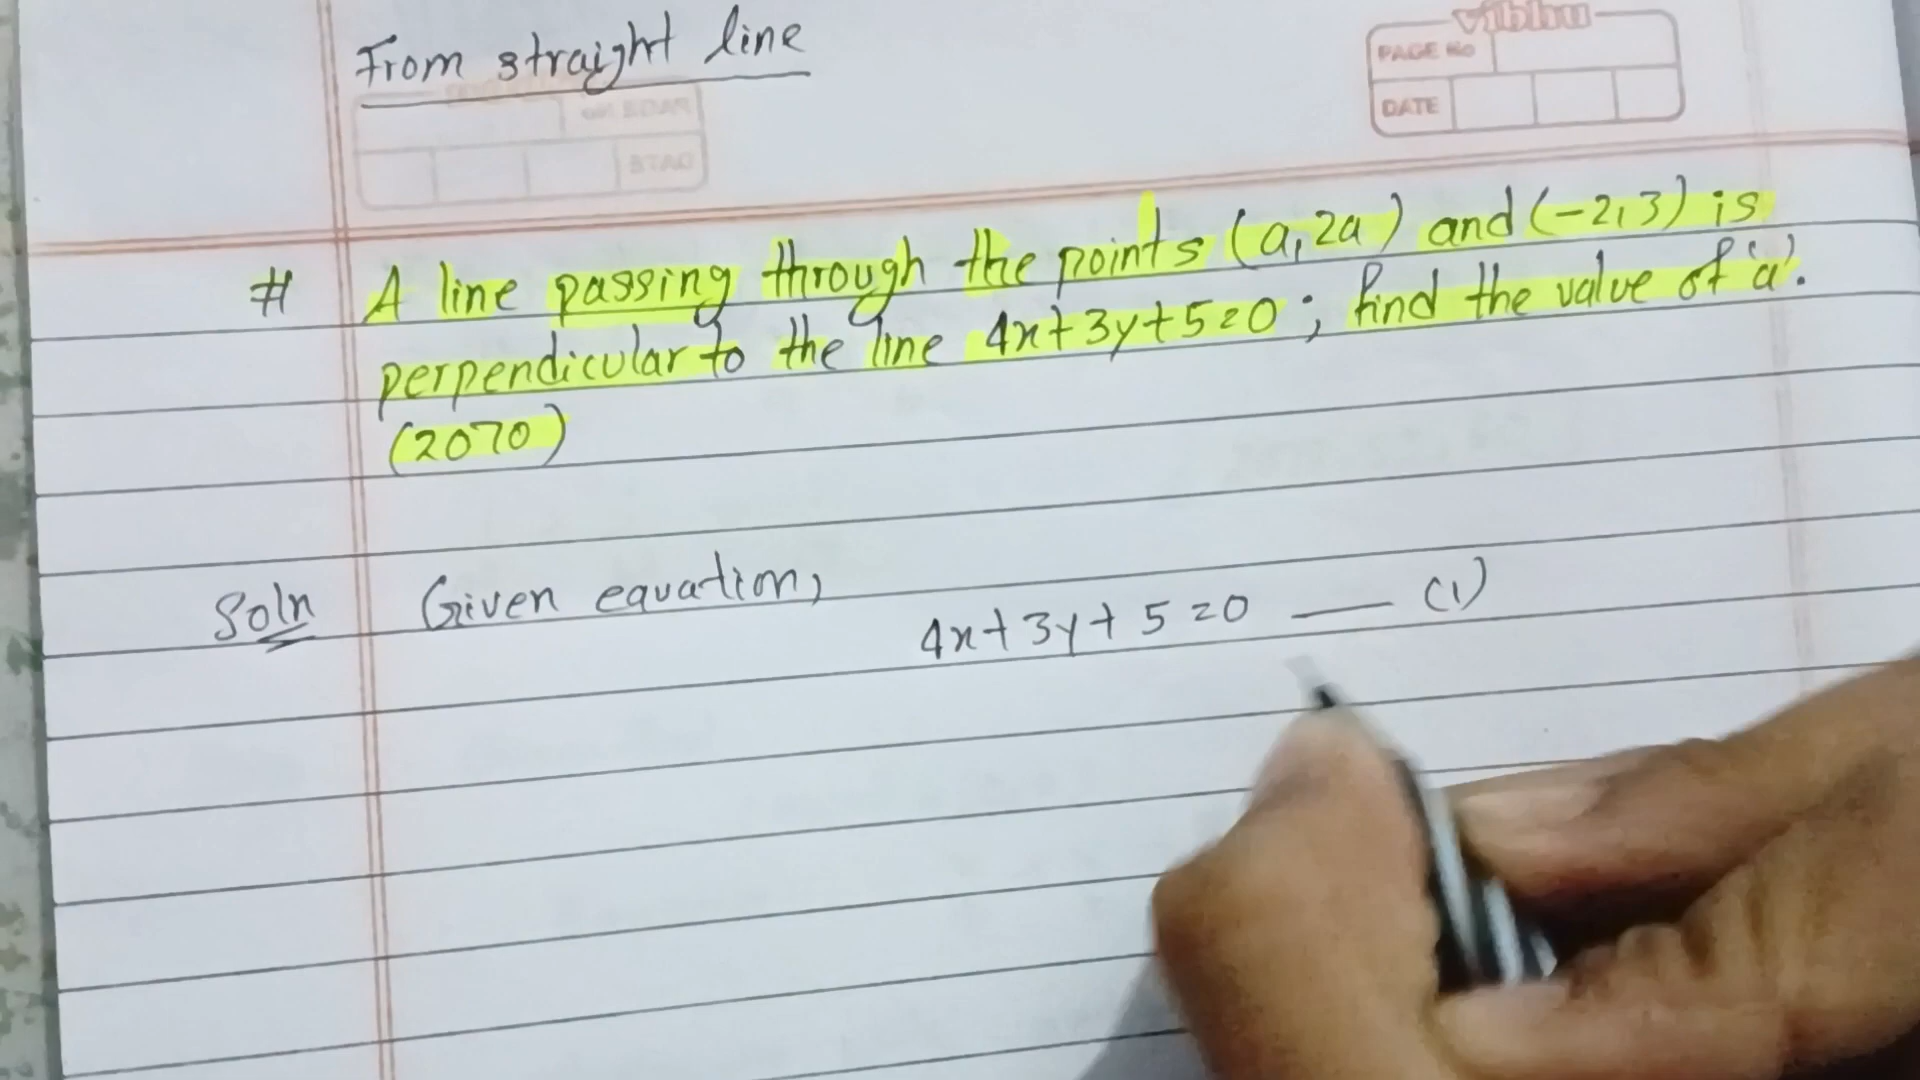 From straight line
vibhu
PAGE No
DATE
# A line passing through the points (a, 2a) and (-2, 3) is
perpendicular to the line 4x+3y+5=0; find the value of 'a'.
(2070)
Soln Given equation,
4x+3y+5=0 — (1)